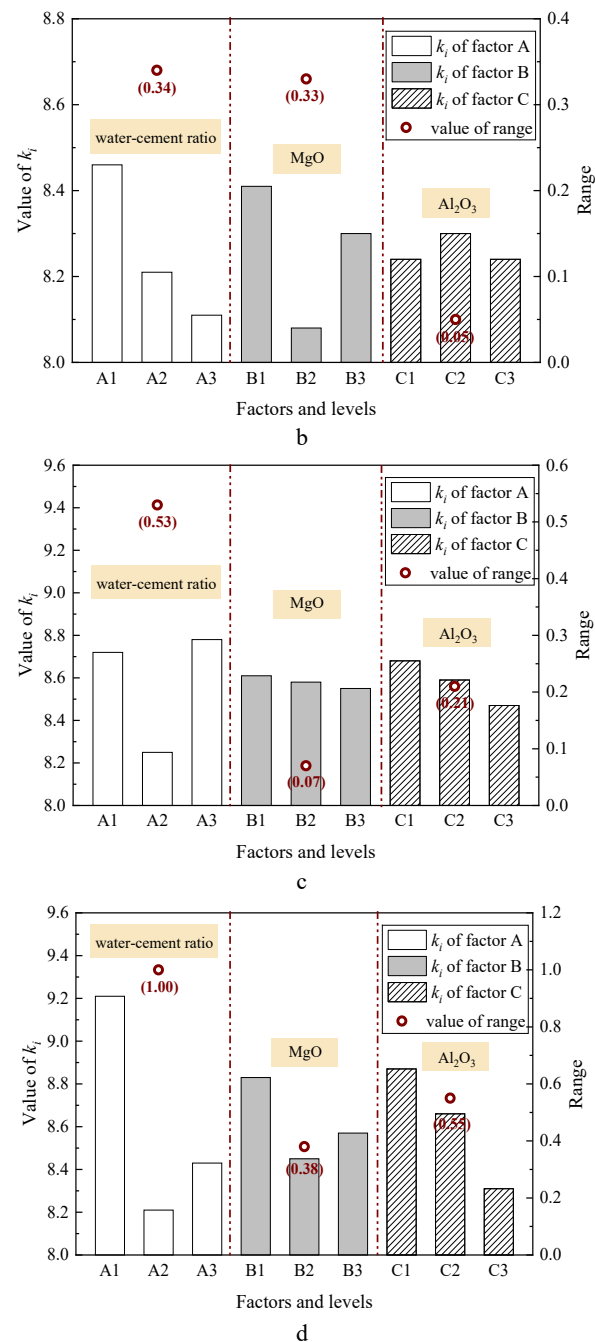 8.8
8.6
8.4
8.2
8.0
Value of ki
0.4
0.3
0.2
0.1
0.0
Range
ki of factor A
ki of factor B
ki of factor C
value of range
(0.34)
(0.33)
(0.05)
water-cement ratio
MgO
Al2O3
A1 A2 A3 B1 B2 B3 C1 C2 C3
Factors and levels
b
9.6
9.4
9.2
9.0
8.8
8.6
8.4
8.2
8.0
Value of ki
0.6
0.5
0.4
0.3
0.2
0.1
0.0
Range
ki of factor A
ki of factor B
ki of factor C
value of range
(0.53)
(0.07)
(0.21)
water-cement ratio
MgO
Al2O3
A1 A2 A3 B1 B2 B3 C1 C2 C3
Factors and levels
c
9.6
9.4
9.2
9.0
8.8
8.6
8.4
8.2
8.0
Value of ki
1.2
1.0
0.8
0.6
0.4
0.2
0.0
Range
ki of factor A
ki of factor B
ki of factor C
value of range
water-cement ratio
(1.00)
MgO
Al2O3
(0.38)
(0.55)
A1 A2 A3 B1 B2 B3 C1 C2 C3
Factors and levels
d